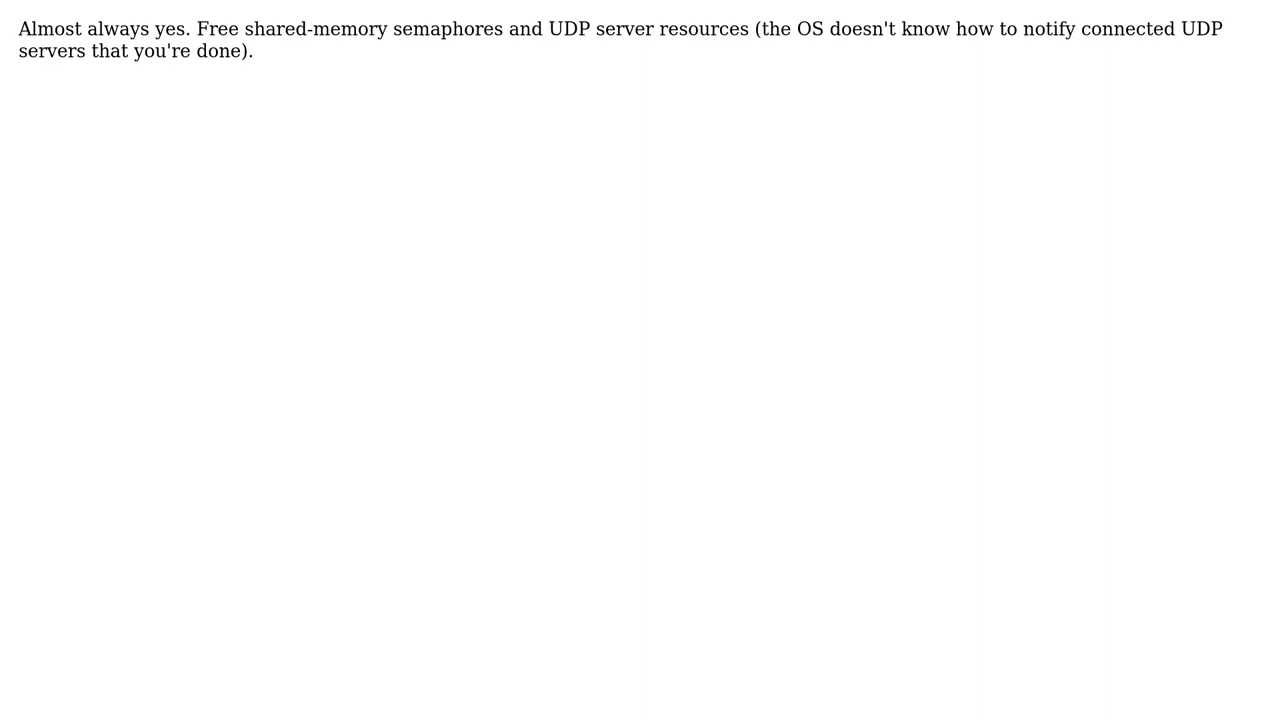 Almost always yes. Free shared-memory semaphores and UDP server resources (the OS doesn't know how to notify connected UDP
servers that you're done).